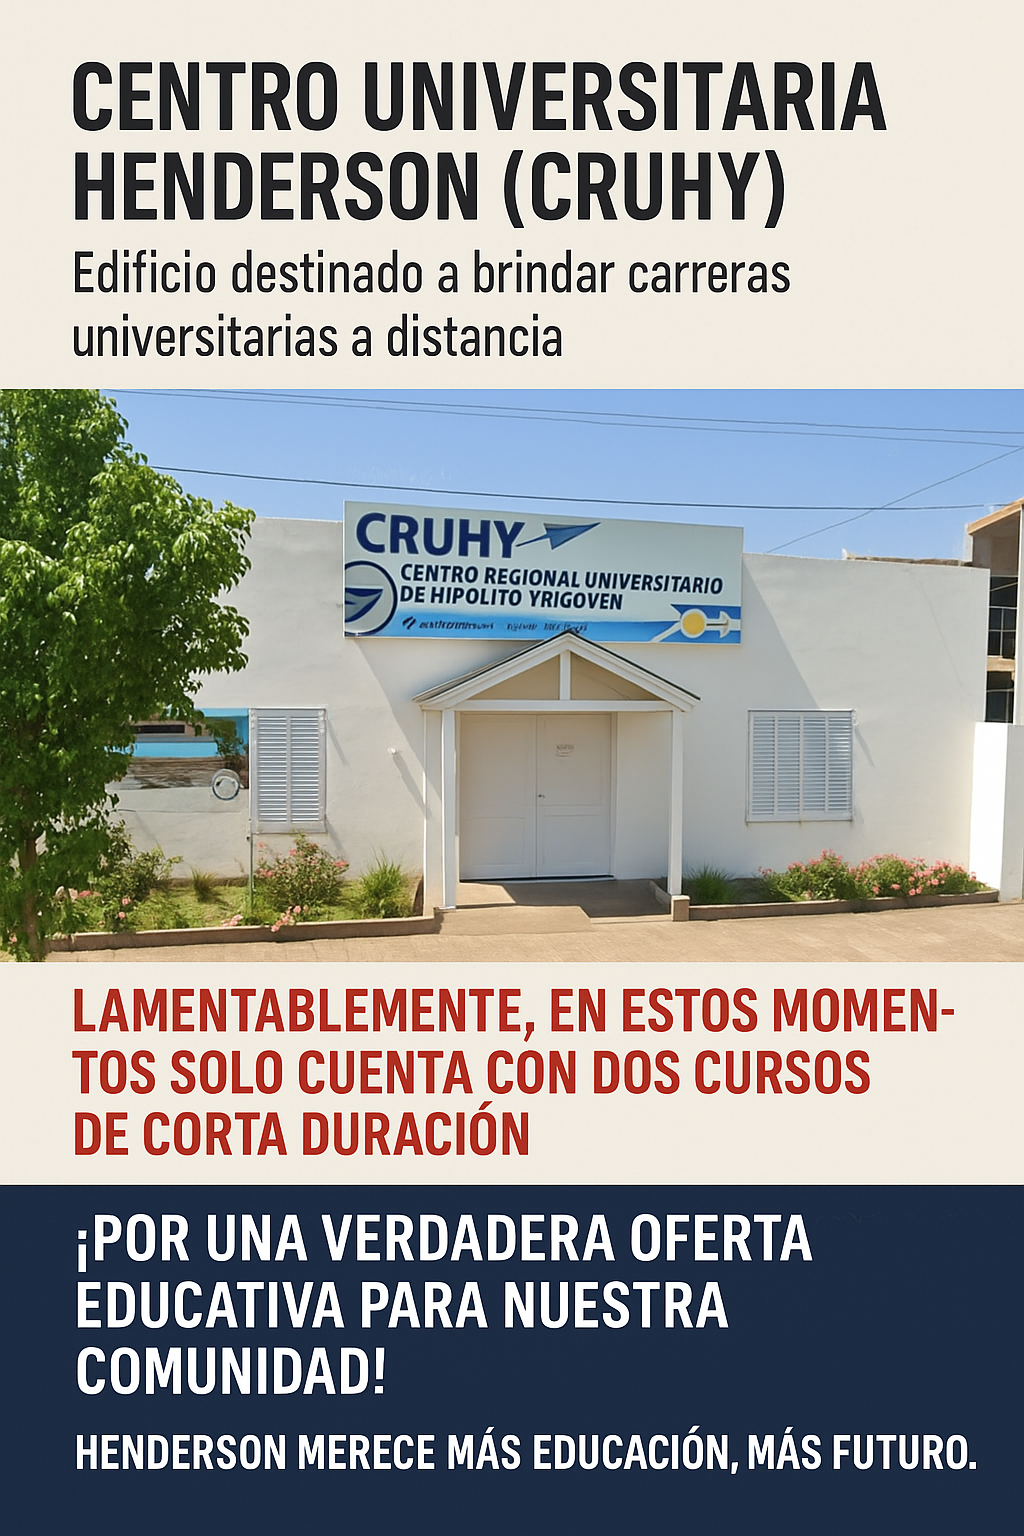 CENTRO UNIVERSITARIA
HENDERSON (CRUHY)
Edificio destinado a brindar carreras
universitarias a distancia
CRUHY
CENTRO REGIONAL UNIVERSITARIO
DE HIPOLITO YRIGOVEN
LAMENTABLEMENTE, EN ESTOS MOMEN-
TOS SOLO CUENTA CON DOS CURSOS
DE CORTA DURACIÓN
¡POR UNA VERDADERA OFERTA
EDUCATIVA PARA NUESTRA
COMUNIDAD!
HENDERSON MERECE MÁS EDUCACIÓN, MÁS FUTURO.